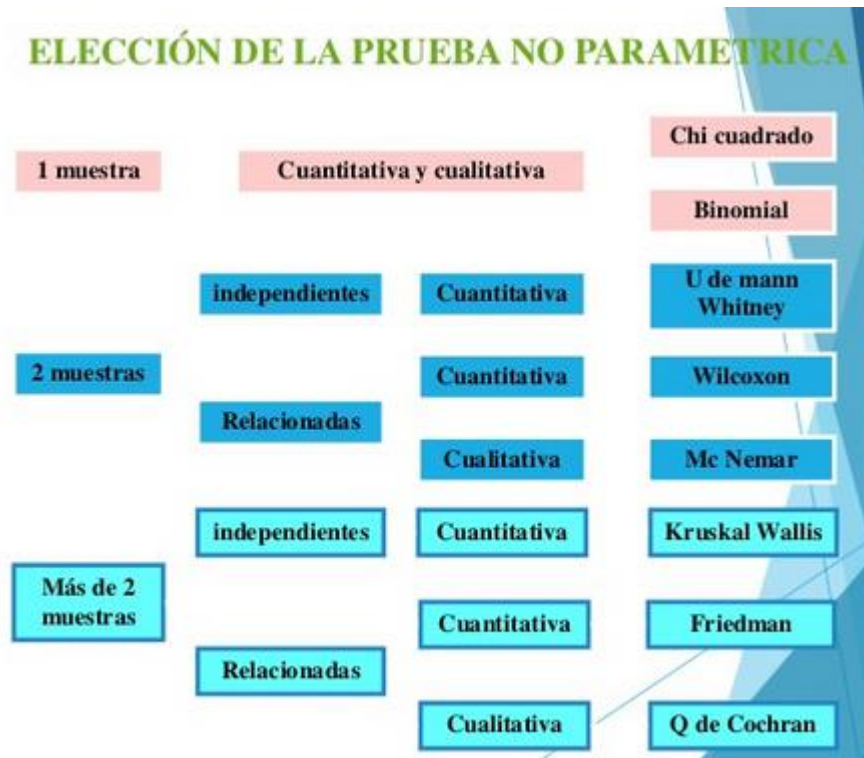 ELECCIÓN DE LA PRUEBA NO PARAMETRICA
1 muestra
Cuantitativa y cualitativa
Chi cuadrado
Binomial
2 muestras
independientes
Cuantitativa
U de mann
Whitney
Relacionadas
Cuantitativa
Wilcoxon
Cualitativa
Mc Nemar
Más de 2
muestras
independientes
Cuantitativa
Kruskal Wallis
Relacionadas
Cuantitativa
Friedman
Cualitativa
Q de Cochran